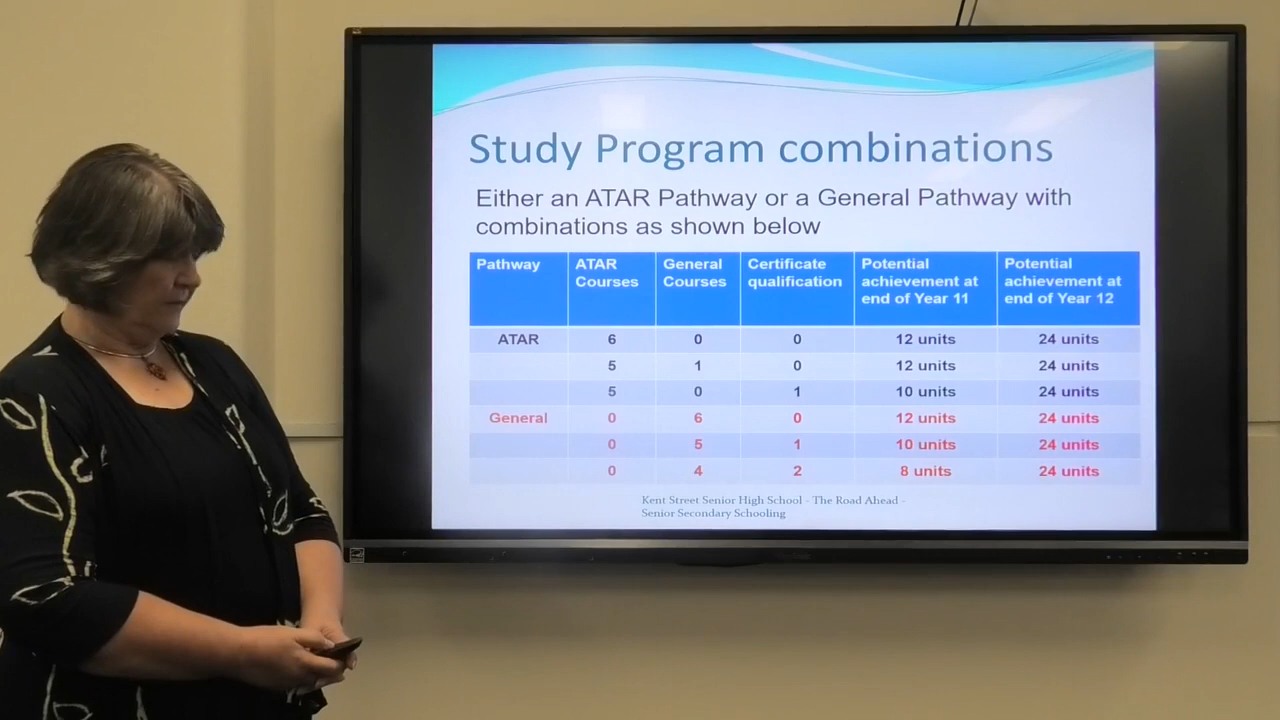 Study Program combinations
Either an ATAR Pathway or a General Pathway with
combinations as shown below
Pathway ATAR Courses General Courses Certificate qualification Potential achievement at end of Year 11 Potential achievement at end of Year 12
ATAR 6 0 0 12 units 24 units
5 1 0 12 units 24 units
5 0 1 10 units 24 units
General 0 6 0 12 units 24 units
0 5 1 10 units 24 units
0 4 2 8 units 24 units
Kent Street Senior High School - The Road Ahead -
Senior Secondary Schooling